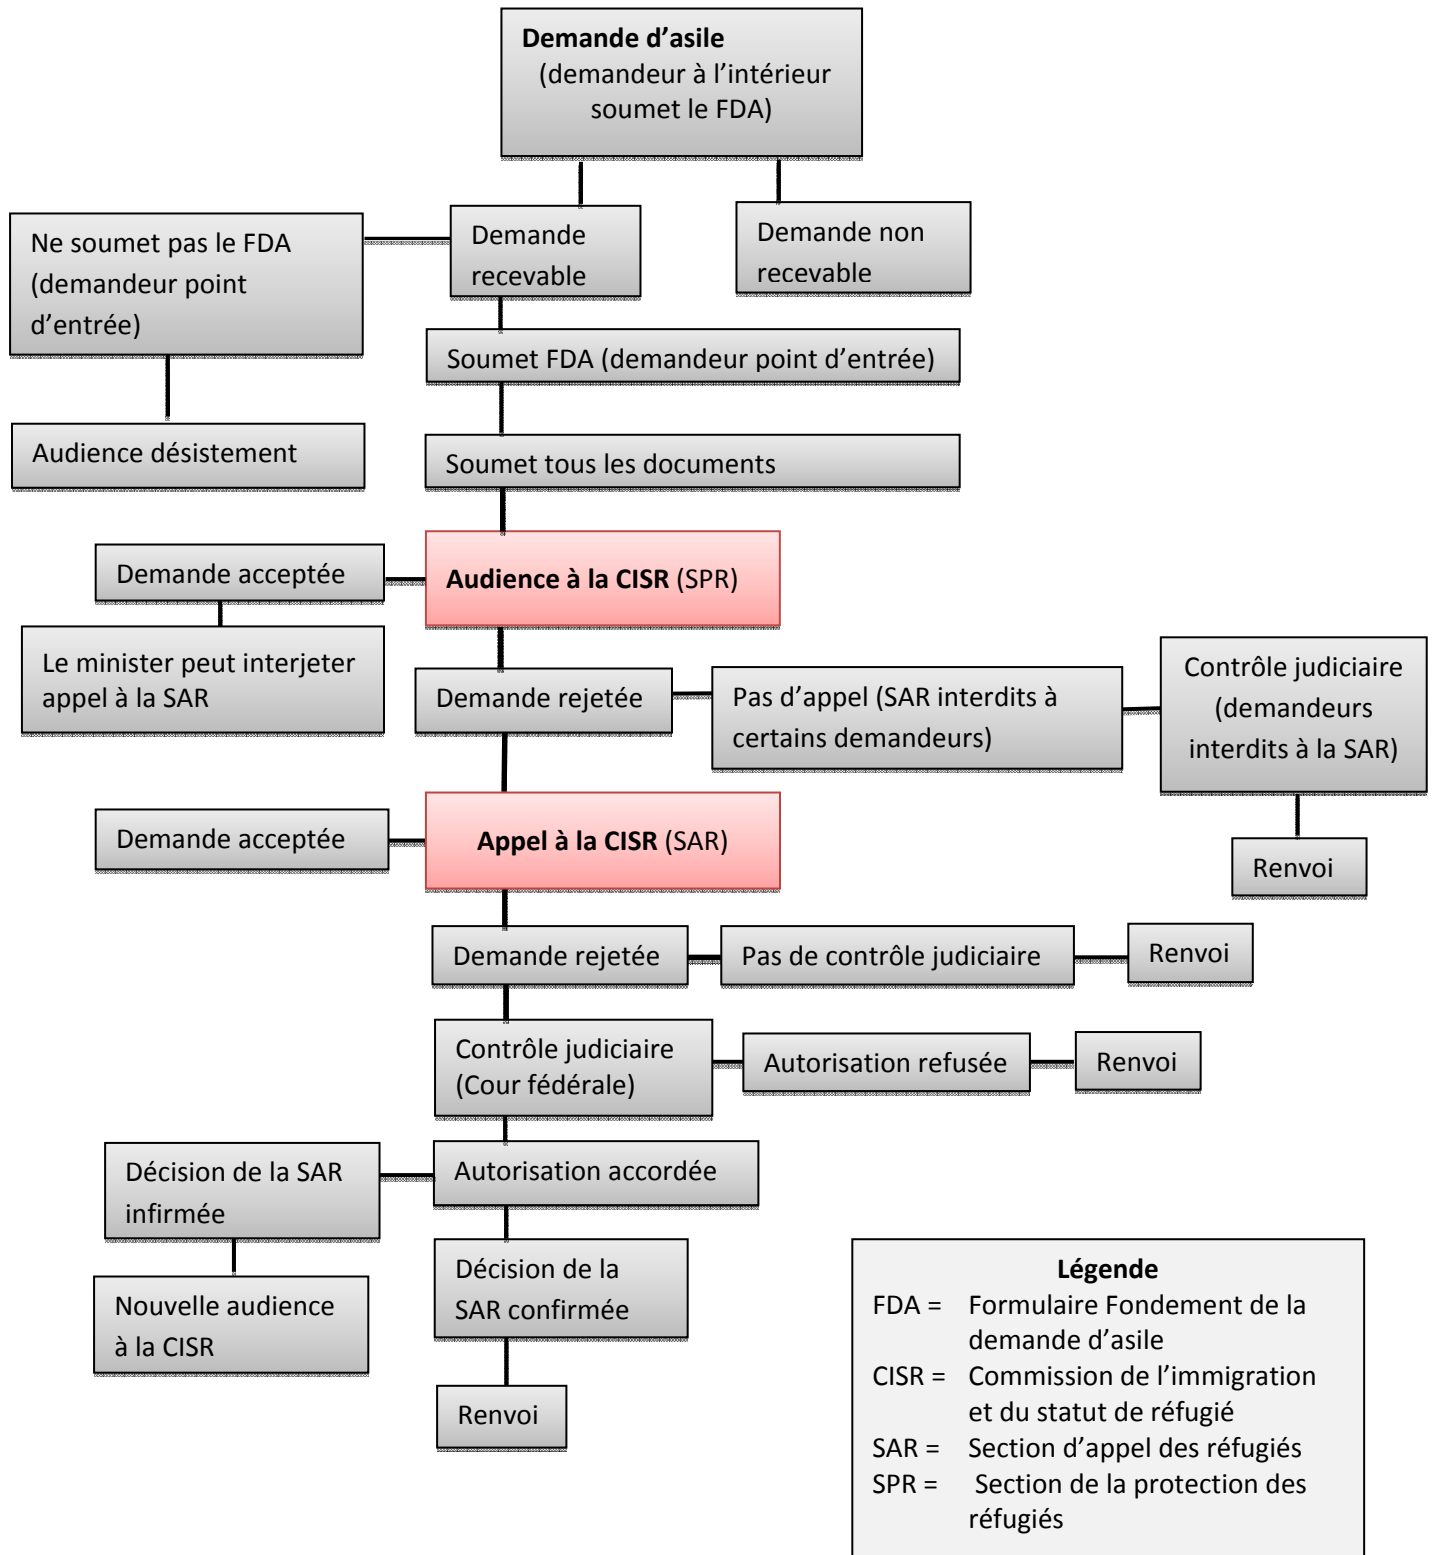 Demande d’asile
(demandeur à l’intérieur
soumet le FDA)
Ne soumet pas le FDA
(demandeur point
d’entrée)
Demande
recevable
Demande non
recevable
Soumet FDA (demandeur point d’entrée)
Audience désistement
Soumet tous les documents
Demande acceptée
Audience à la CISR (SPR)
Le minister peut interjeter
appel à la SAR
Demande rejetée
Pas d’appel (SAR interdits à
certains demandeurs)
Contrôle judiciaire
(demandeurs
interdits à la SAR)
Demande acceptée
Appel à la CISR (SAR)
Renvoi
Demande rejetée
Pas de contrôle judiciaire
Renvoi
Contrôle judiciaire
(Cour fédérale)
Autorisation refusée
Renvoi
Décision de la SAR
infirmée
Autorisation accordée
Nouvelle audience
à la CISR
Décision de la
SAR confirmée
Renvoi
Légende
FDA = Formulaire Fondement de la
demande d’asile
CISR = Commission de l’immigration
et du statut de réfugié
SAR = Section d’appel des réfugiés
SPR = Section de la protection des
réfugiés